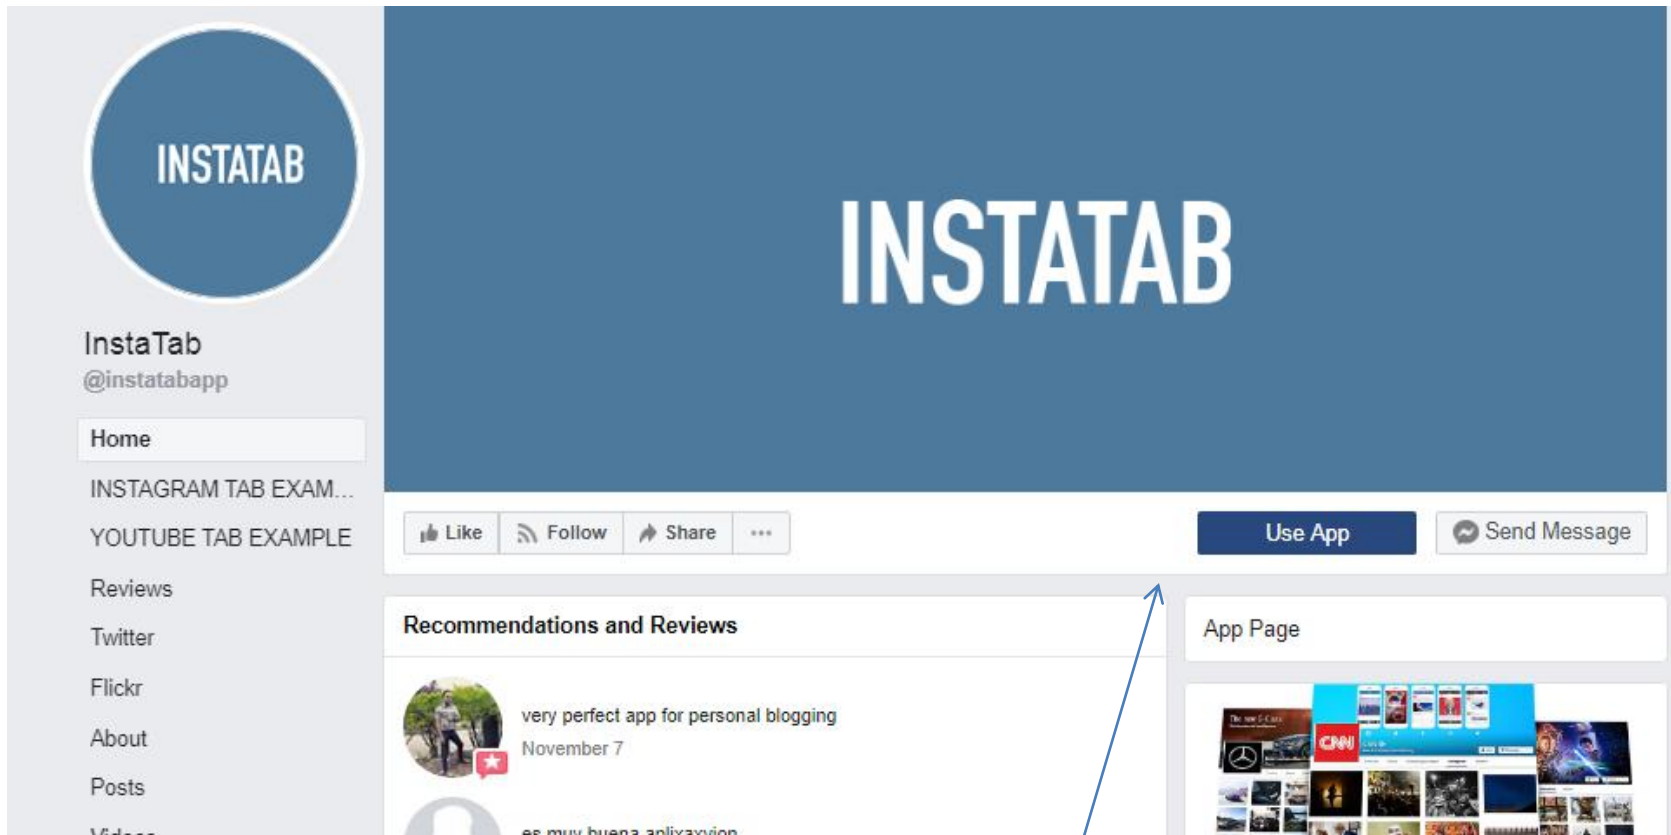 INSTATAB
INSTATAB
InstaTab
@instatabapp
Home
INSTAGRAM TAB EXAM...
YOUTUBE TAB EXAMPLE
Reviews
Twitter
Flickr
About
Posts
Videos
Like
Follow
Share
...
Use App
Send Message
Recommendations and Reviews
very perfect app for personal blogging
November 7
es muy buena aplixaxvion
App Page
CNN